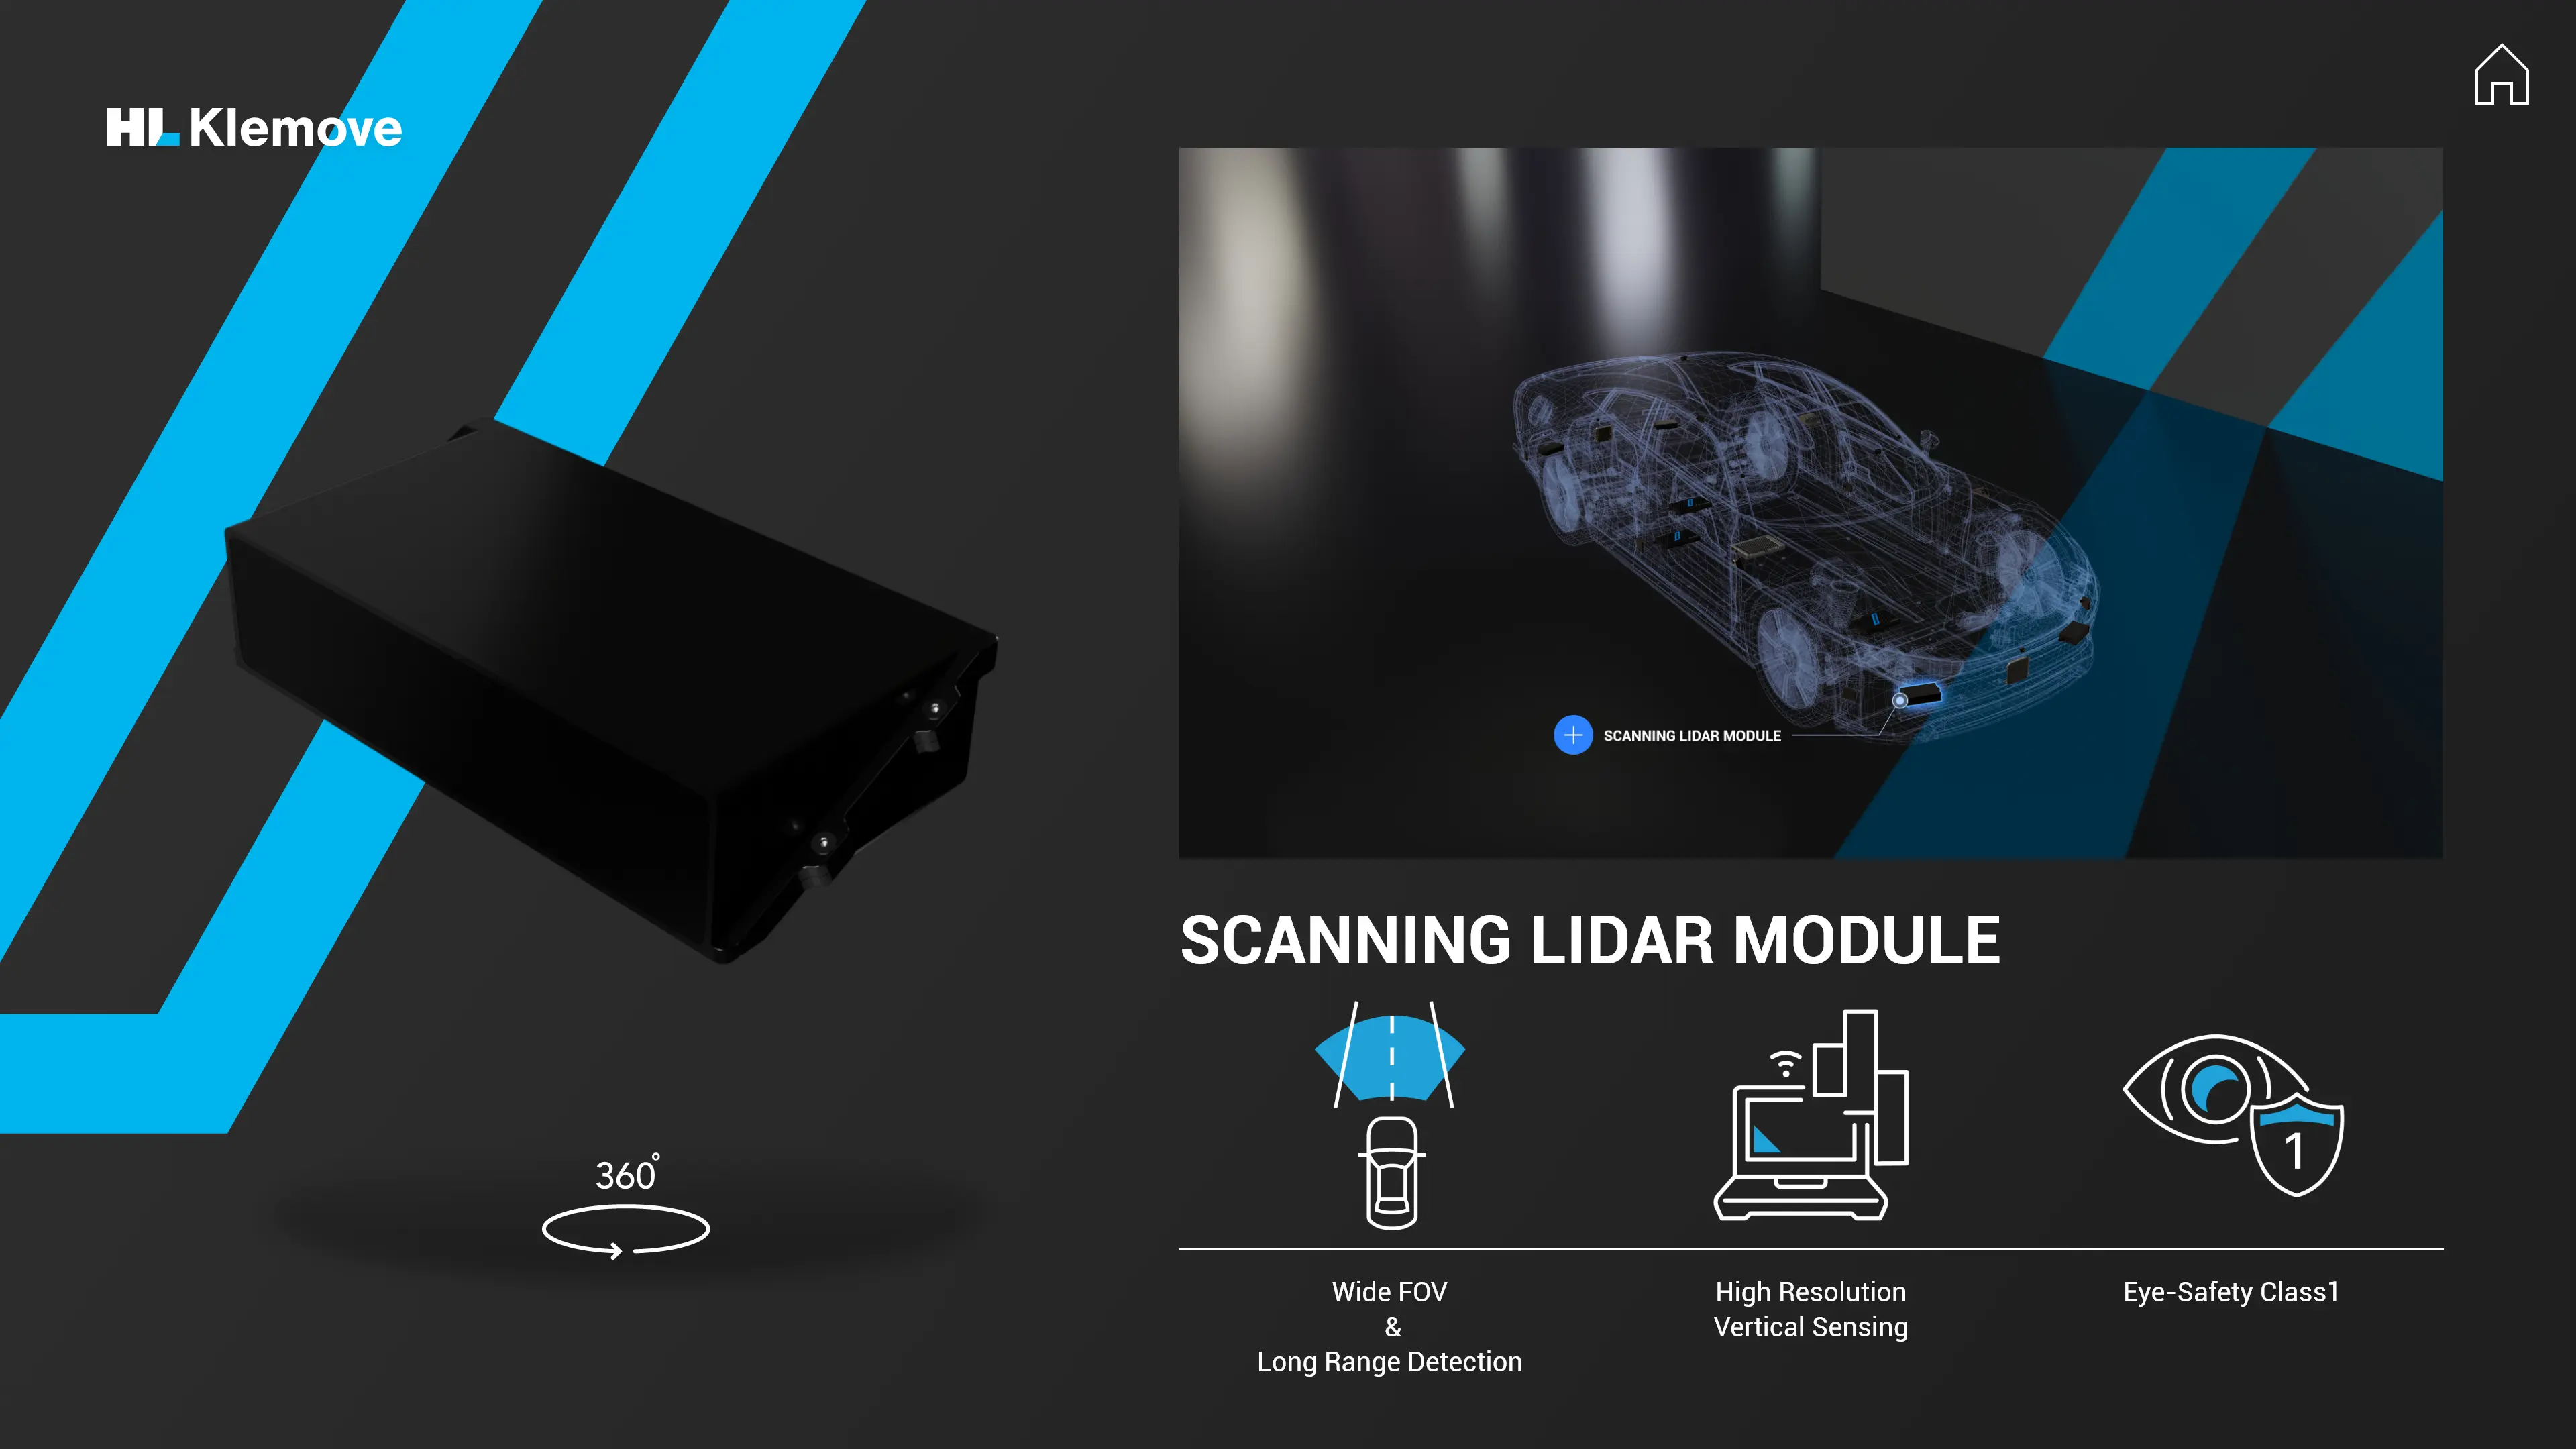 HL Klemove
SCANNING LIDAR MODULE
SCANNING LIDAR MODULE
1
360°
Wide FOV
&
Long Range Detection
High Resolution
Vertical Sensing
Eye-Safety Class1